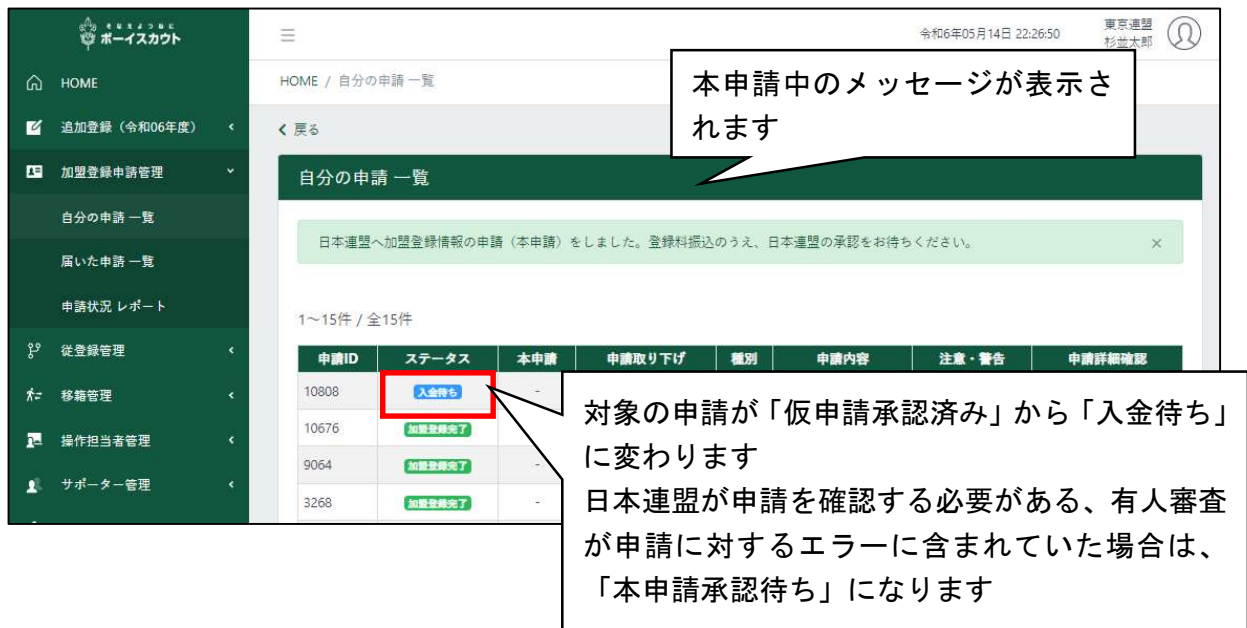 そなえよつねに
ボーイスカウト
令和6年05月14日 22:26:50
東京連盟
杉並太郎
HOME
追加登録（令和06年度）
加盟登録申請管理
自分の申請 一覧
届いた申請 一覧
申請状況 レポート
従登録管理
移籍管理
操作担当者管理
サポーター管理
HOME / 自分の申請 一覧
戻る
本申請中のメッセージが表示さ
れます
自分の申請 一覧
日本連盟へ加盟登録情報の申請（本申請）をしました。登録料振込のうえ、日本連盟の承認をお待ちください。 ×
1～15件 / 全15件
申請ID ステータス 本申請 申請取り下げ 種別 申請内容 注意・警告 申請詳細確認
10808 入金待ち -
10676 加盟登録完了
9064 加盟登録完了 -
3268 加盟登録完了 -
対象の申請が「仮申請承認済み」から「入金待ち」
に変わります
日本連盟が申請を確認する必要がある、有人審査
が申請に対するエラーに含まれていた場合は、
「本申請承認待ち」になります